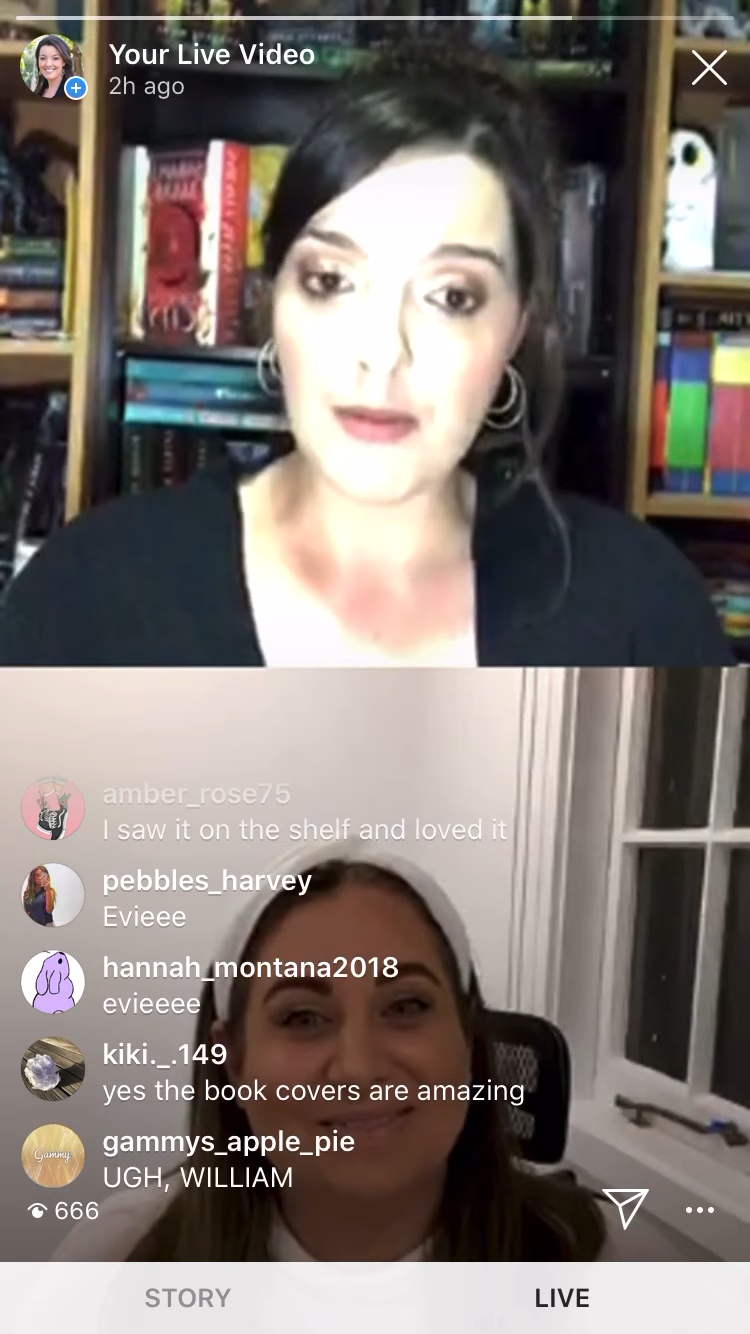 Your Live Video
2h ago
amber_rose75
I saw it on the shelf and loved it
pebbles_harvey
Evieee
hannah_montana2018
evieeee
kiki._.149
yes the book covers are amazing
Gammy
gammys_apple_pie
UGH, WILLIAM
666
STORY
LIVE